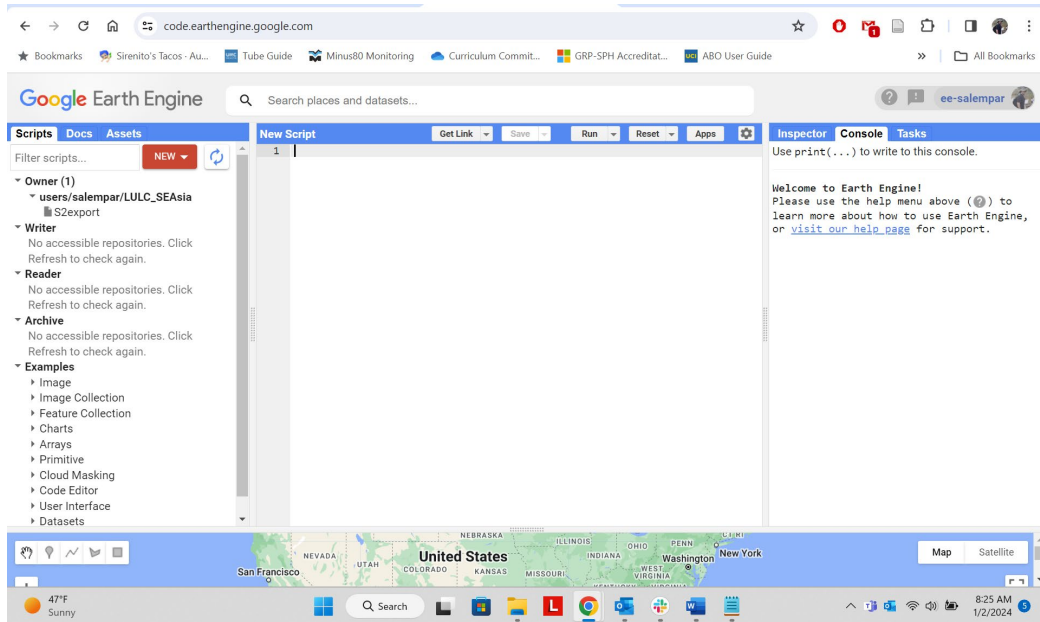 code.earthengine.google.com
Bookmarks
Sirenito's Tacos · Au...
Tube Guide
Minus80 Monitoring
Curriculum Commit...
GRP-SPH Accreditat...
UCI
ABO User Guide
»
All Bookmarks
Google Earth Engine
Search places and datasets...
ee-salempar
Scripts Docs Assets
New Script
Get Link
Save
Run
Reset
Apps
Inspector Console Tasks
Filter scripts...
NEW
1
Use print(...) to write to this console.
Owner (1)
users/salempar/LULC_SEAsia
S2export
Writer
No accessible repositories. Click
Refresh to check again.
Reader
No accessible repositories. Click
Refresh to check again.
Archive
No accessible repositories. Click
Refresh to check again.
Examples
Image
Image Collection
Feature Collection
Charts
Arrays
Primitive
Cloud Masking
Code Editor
User Interface
Datasets
Welcome to Earth Engine!
Please use the help menu above (?) to
learn more about how to use Earth Engine,
or visit our help page for support.
NEBRASKA
ILLINOIS
OHIO
PENN
New York
NEVADA
UTAH
United States
INDIANA
Washington
San Francisco
COLORADO
KANSAS
MISSOURI
WEST
VIRGINIA
Map
Satellite
47°F
Sunny
Search
L
8:25 AM
1/2/2024
5